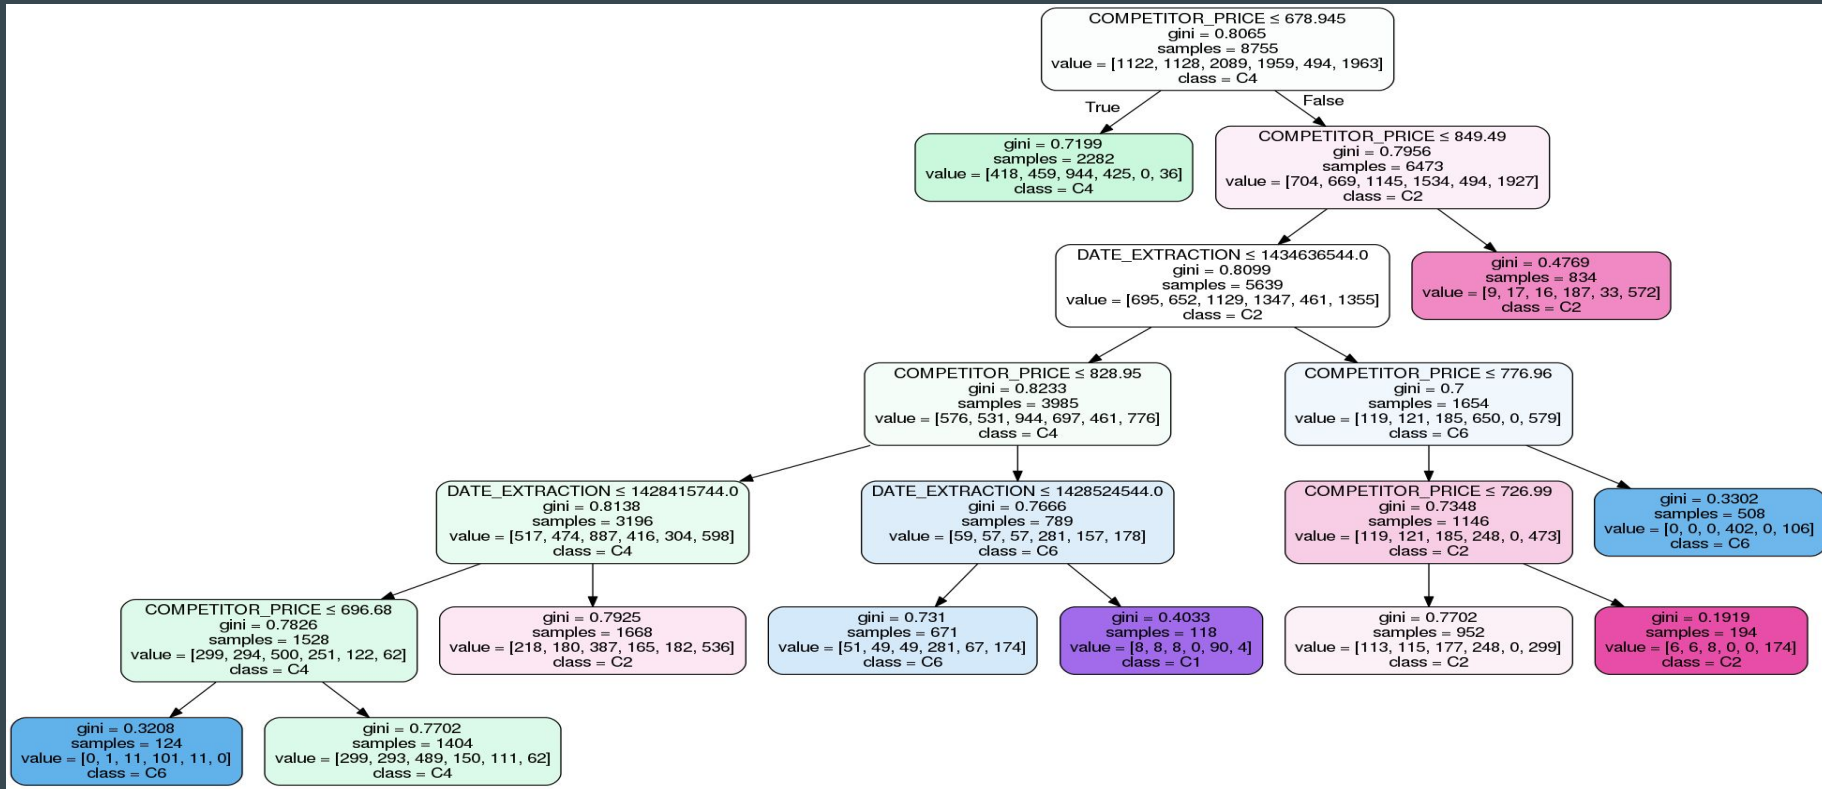 COMPETITOR_PRICE ≤ 678.945
gini = 0.8065
samples = 8755
value = [1122, 1128, 2089, 1959, 494, 1963]
class = C4
True
False
gini = 0.7199
samples = 2282
value = [418, 459, 944, 425, 0, 36]
class = C4
COMPETITOR_PRICE ≤ 849.49
gini = 0.7956
samples = 6473
value = [704, 669, 1145, 1534, 494, 1927]
class = C2
DATE_EXTRACTION ≤ 1434636544.0
gini = 0.8099
samples = 5639
value = [695, 652, 1129, 1347, 461, 1355]
class = C2
gini = 0.4769
samples = 834
value = [9, 17, 16, 187, 33, 572]
class = C2
COMPETITOR_PRICE ≤ 828.95
gini = 0.8233
samples = 3985
value = [576, 531, 944, 697, 461, 776]
class = C4
COMPETITOR_PRICE ≤ 776.96
gini = 0.7
samples = 1654
value = [119, 121, 185, 650, 0, 579]
class = C6
DATE_EXTRACTION ≤ 1428415744.0
gini = 0.8138
samples = 3196
value = [517, 474, 887, 416, 304, 598]
class = C4
DATE_EXTRACTION ≤ 1428524544.0
gini = 0.7666
samples = 789
value = [59, 57, 57, 281, 157, 178]
class = C6
COMPETITOR_PRICE ≤ 726.99
gini = 0.7348
samples = 1146
value = [119, 121, 185, 248, 0, 473]
class = C2
gini = 0.3302
samples = 508
value = [0, 0, 0, 402, 0, 106]
class = C6
COMPETITOR_PRICE ≤ 696.68
gini = 0.7826
samples = 1528
value = [299, 294, 500, 251, 122, 62]
class = C4
gini = 0.7925
samples = 1668
value = [218, 180, 387, 165, 182, 536]
class = C2
gini = 0.731
samples = 671
value = [51, 49, 49, 281, 67, 174]
class = C6
gini = 0.4033
samples = 118
value = [8, 8, 8, 0, 90, 4]
class = C1
gini = 0.7702
samples = 952
value = [113, 115, 177, 248, 0, 299]
class = C2
gini = 0.1919
samples = 194
value = [6, 6, 8, 0, 0, 174]
class = C2
gini = 0.3208
samples = 124
value = [0, 1, 11, 101, 11, 0]
class = C6
gini = 0.7702
samples = 1404
value = [299, 293, 489, 150, 111, 62]
class = C4